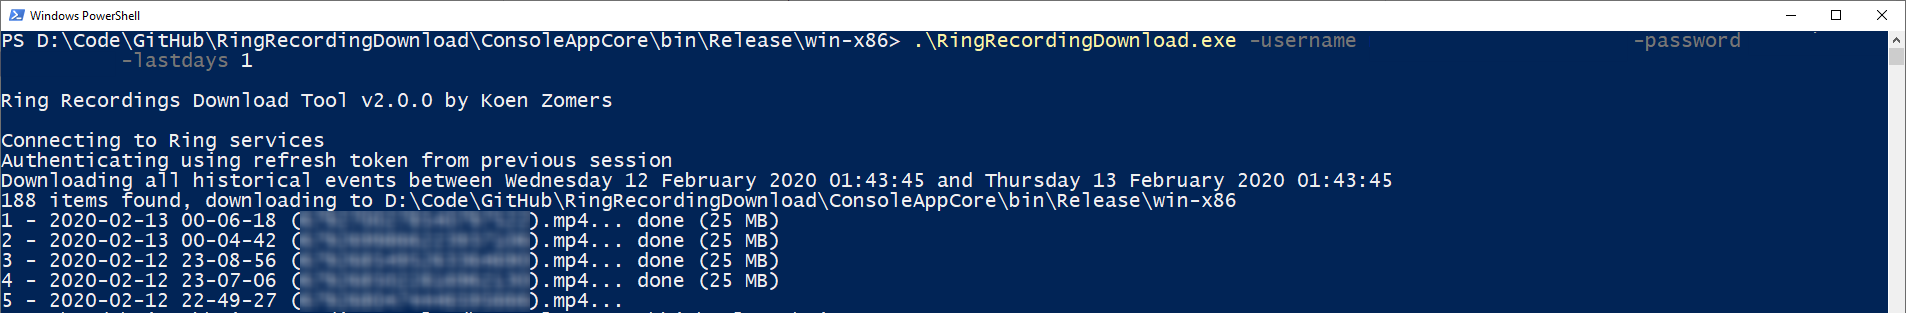 Windows PowerShell
PS D:\Code\GitHub\RingRecordingDownload\ConsoleAppCore\bin\Release\win-x86> .\RingRecordingDownload.exe -username -password
-lastdays 1
Ring Recordings Download Tool v2.0.0 by Koen Zomers
Connecting to Ring services
Authenticating using refresh token from previous session
Downloading all historical events between Wednesday 12 February 2020 01:43:45 and Thursday 13 February 2020 01:43:45
188 items found, downloading to D:\Code\GitHub\RingRecordingDownload\ConsoleAppCore\bin\Release\win-x86
1 - 2020-02-13 00-06-18 ( ).mp4... done (25 MB)
2 - 2020-02-13 00-04-42 ( ).mp4... done (25 MB)
3 - 2020-02-12 23-08-56 ( ).mp4... done (25 MB)
4 - 2020-02-12 23-07-06 ( ).mp4... done (25 MB)
5 - 2020-02-12 22-49-27 ( ).mp4...